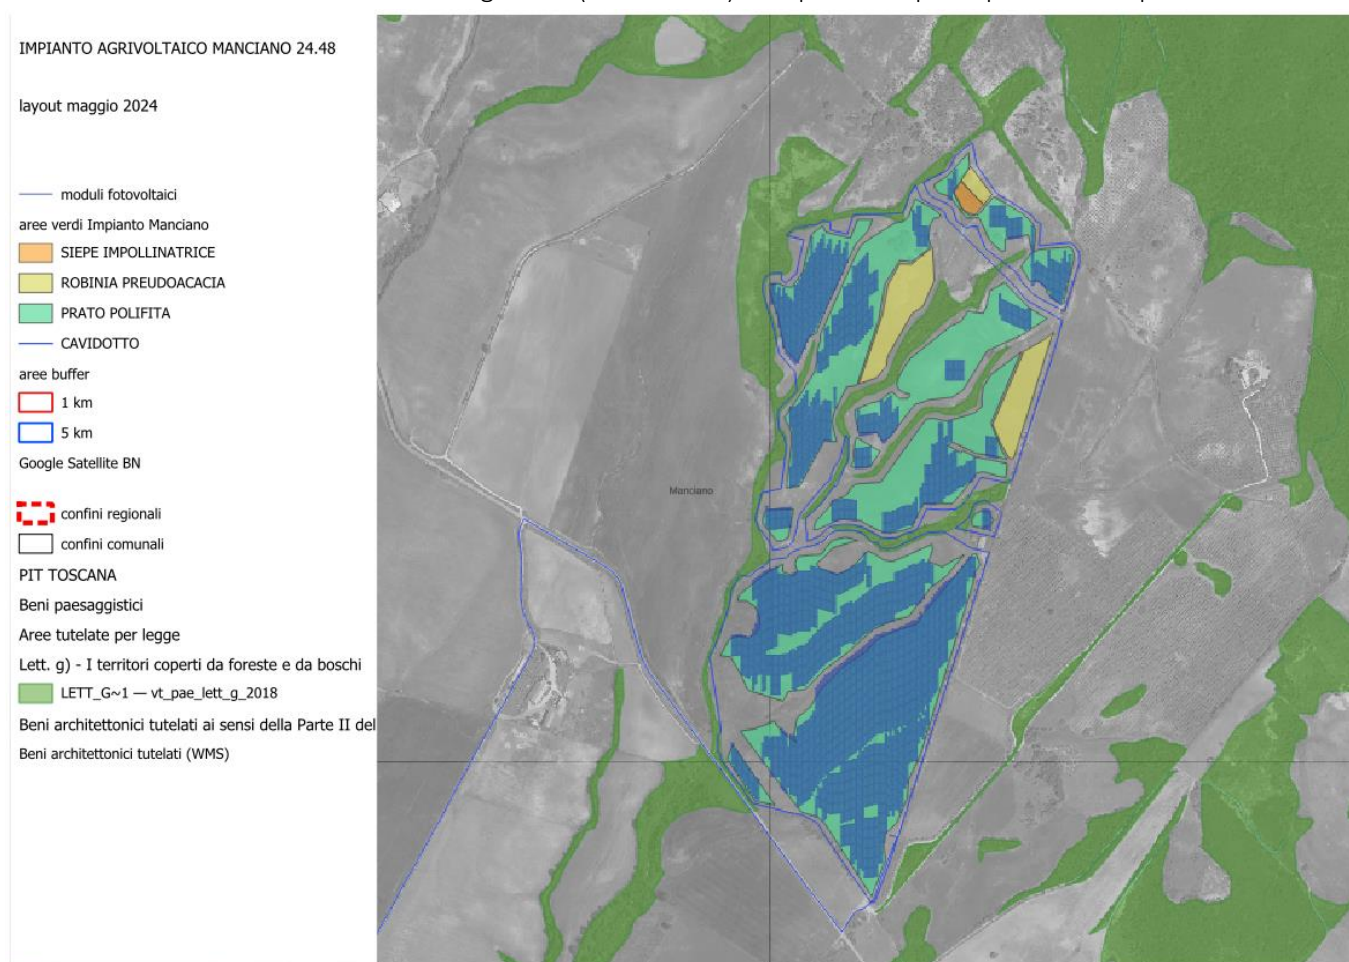 IMPIANTO AGRIVOLTAICO MANCIANO 24.48
layout maggio 2024
moduli fotovoltaici
aree verdi Impianto Manciano
SIEPE IMPOLLINATRICE
ROBINIA PREUDOACACIA
PRATO POLIFITA
CAVIDOTTO
aree buffer
1 km
5 km
Google Satellite BN
confini regionali
confini comunali
PIT TOSCANA
Beni paesaggistici
Aree tutelate per legge
Lett. g) - I territori coperti da foreste e da boschi
LETT_G~1 — vt_pae_lett_g_2018
Beni architettonici tutelati ai sensi della Parte II del
Beni architettonici tutelati (WMS)
Manciano